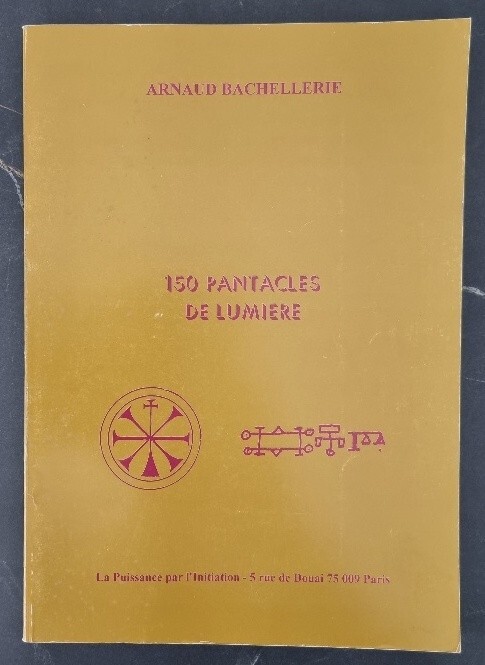 ARNAUD BACHELLERIE
150 PANTACLES
DE LUMIERE
La Puissance par l'Initiation - 5 rue de Douai 75 009 Paris